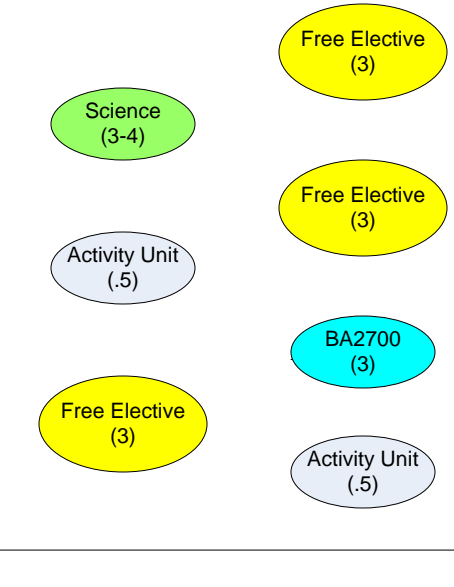 Free Elective
(3)
Science
(3-4)
Free Elective
(3)
Activity Unit
(.5)
BA2700
(3)
Free Elective
(3)
Activity Unit
(.5)